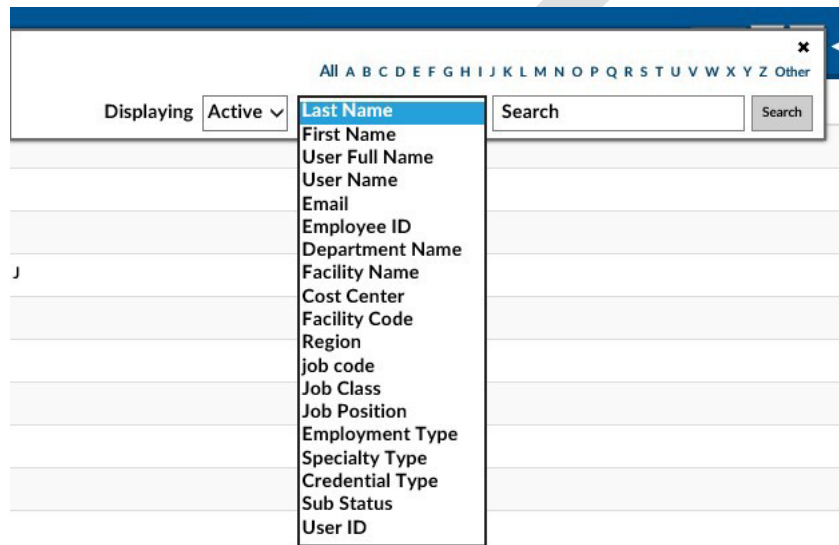 ✖
All A B C D E F G H I J K L M N O P Q R S T U V W X Y Z Other
Displaying Active Last Name Search Search
First Name
User Full Name
User Name
Email
Employee ID
Department Name
J Facility Name
Cost Center
Facility Code
Region
job code
Job Class
Job Position
Employment Type
Specialty Type
Credential Type
Sub Status
User ID